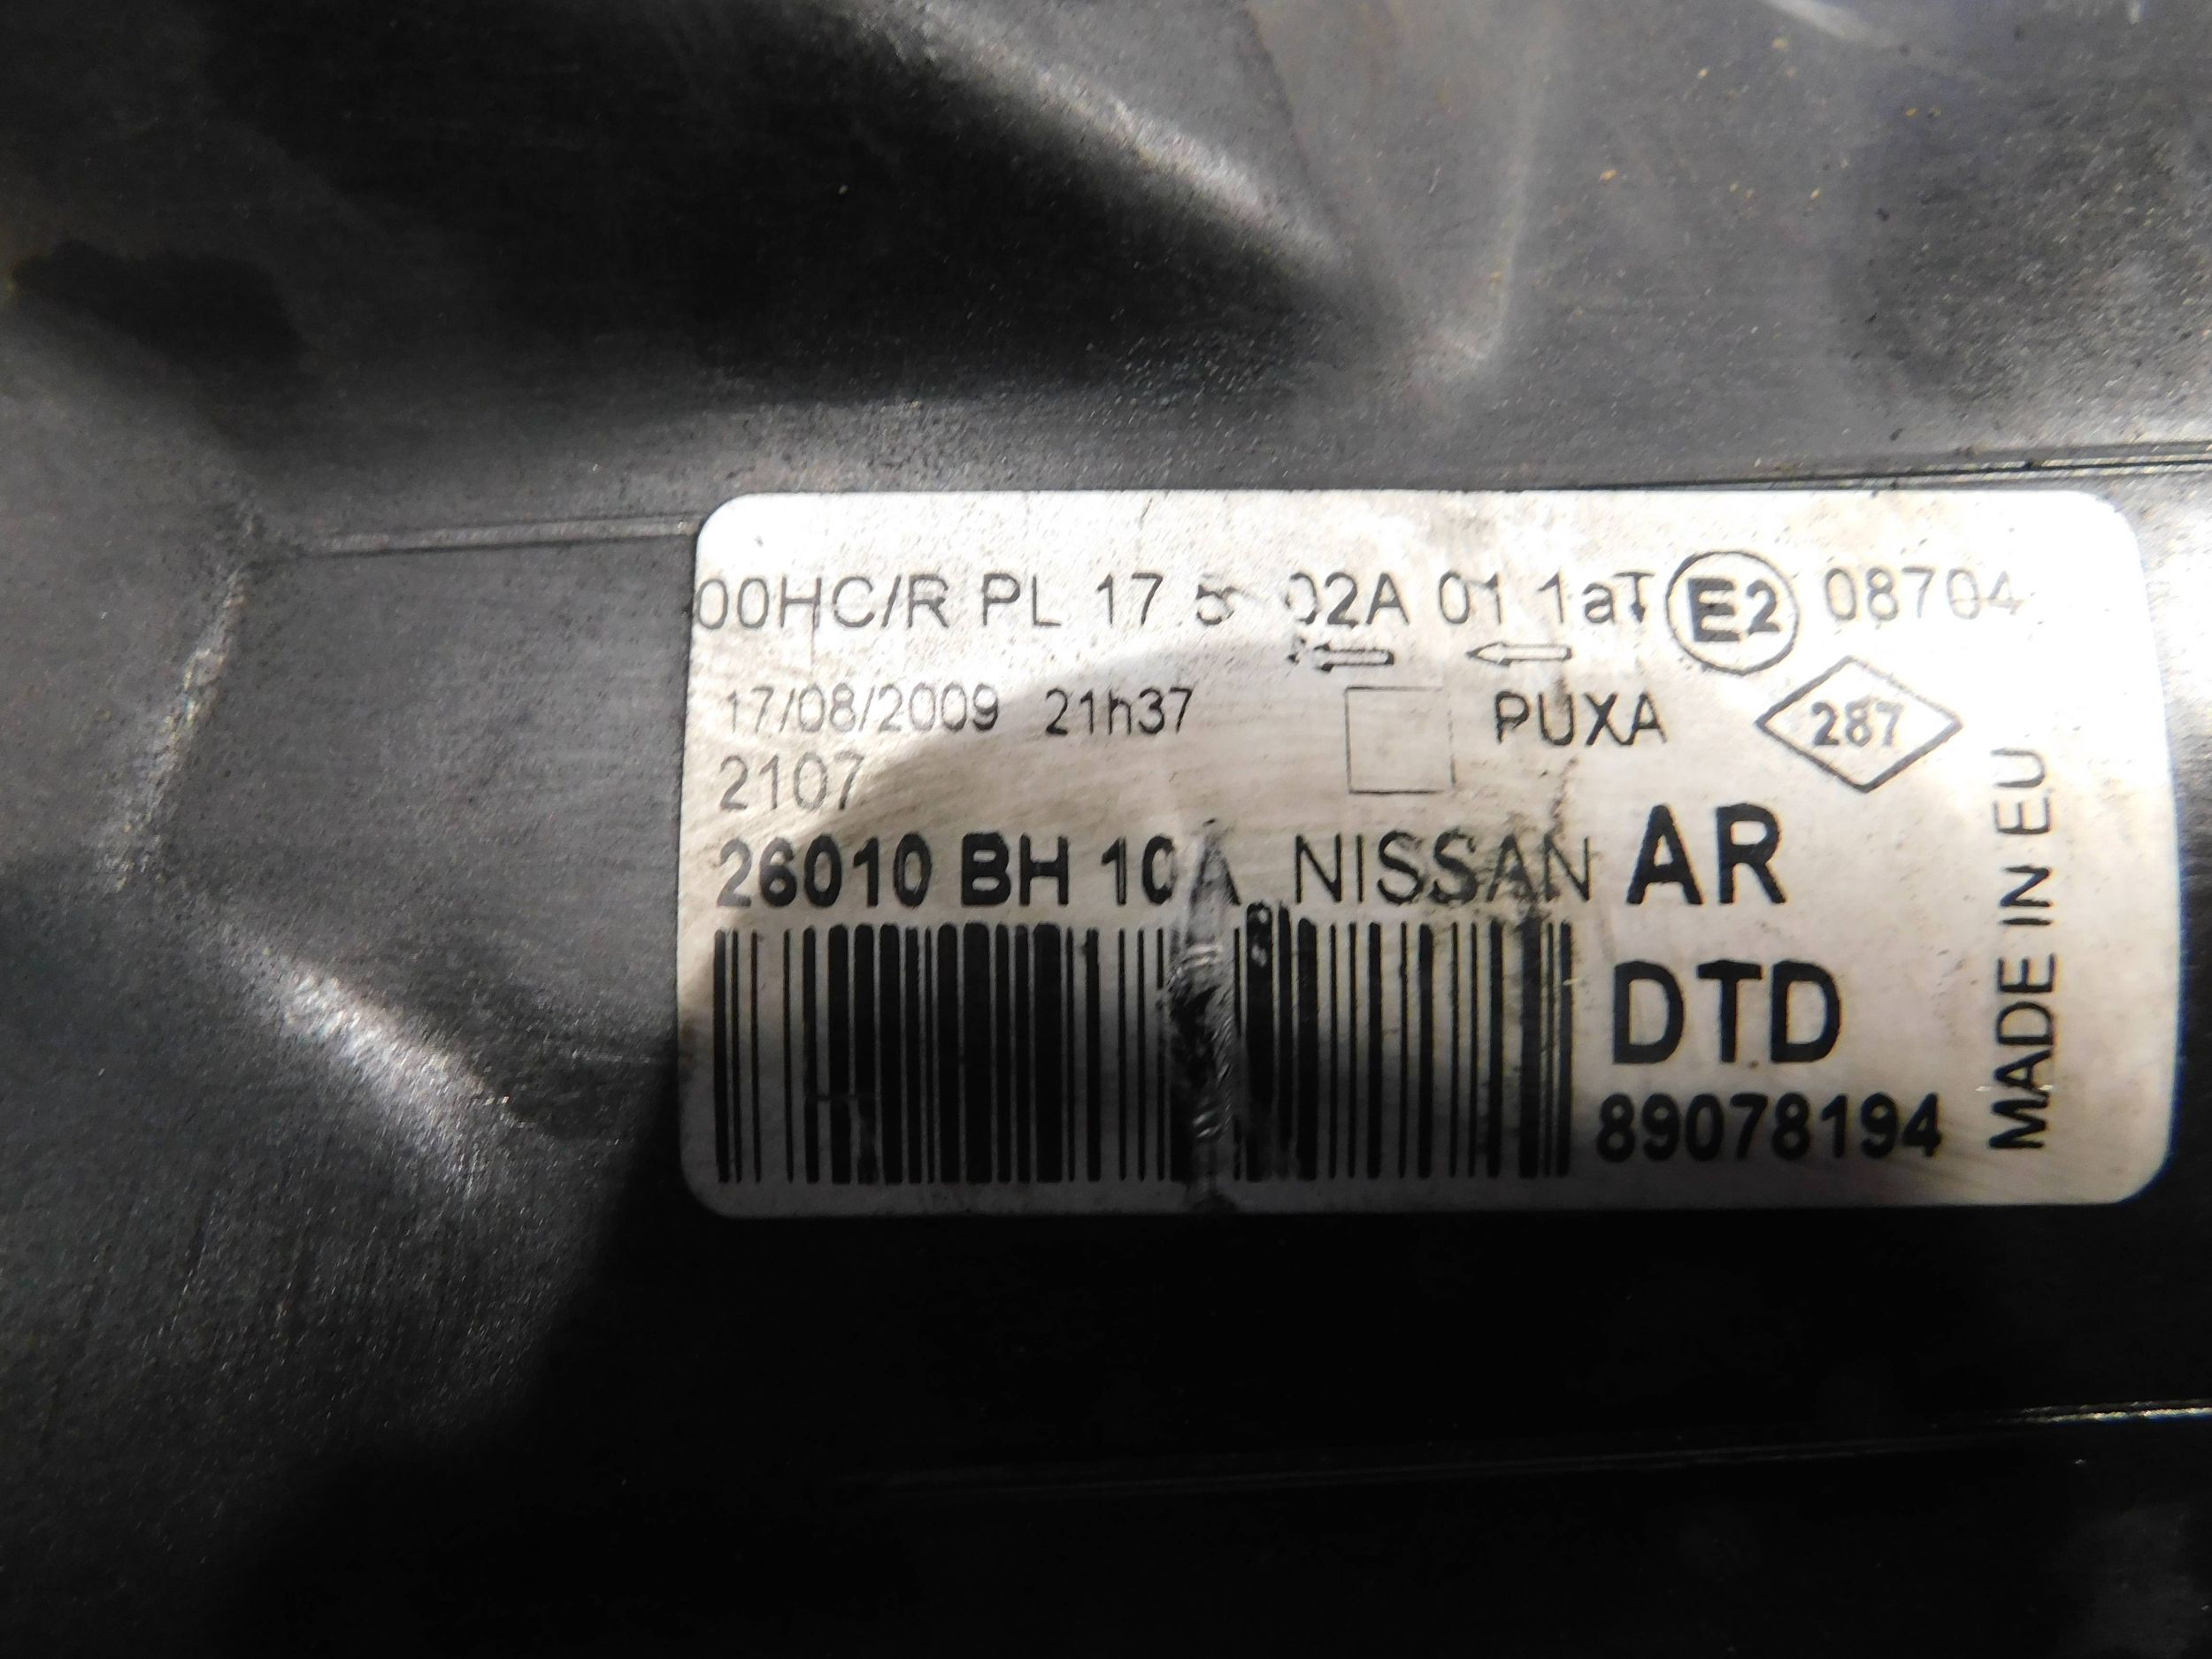 00HC/R PL 17.5 02A 01 1aT E2 08704
17/08/2009 21h37 PUXA 287
2107
26010 BH 10A NISSAN AR
DTD
89078194
MADE IN EU